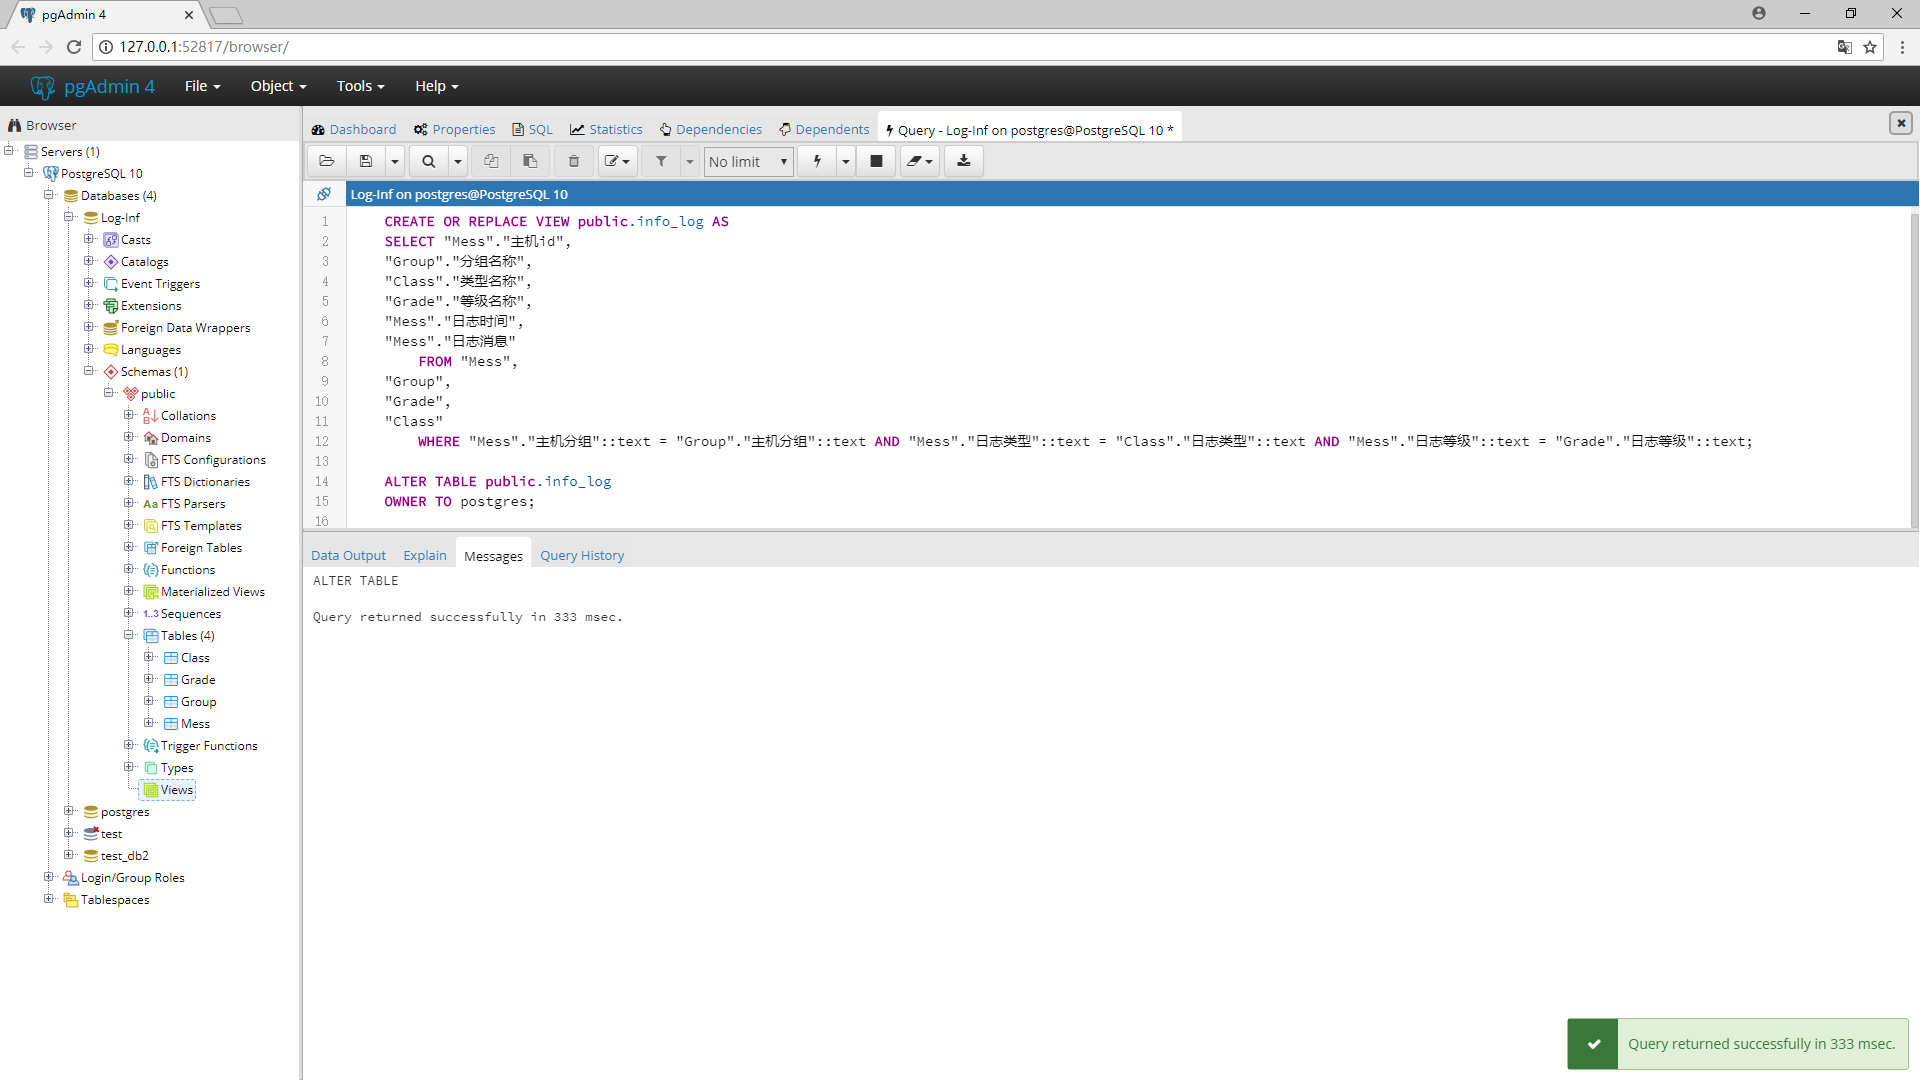 pgAdmin 4
127.0.0.1:52817/browser/
pgAdmin 4 File Object Tools Help
Browser
Servers (1)
PostgreSQL 10
Databases (4)
Log-Inf
Casts
Catalogs
Event Triggers
Extensions
Foreign Data Wrappers
Languages
Schemas (1)
public
Collations
Domains
FTS Configurations
FTS Dictionaries
FTS Parsers
FTS Templates
Foreign Tables
Functions
Materialized Views
1..3 Sequences
Tables (4)
Class
Grade
Group
Mess
Trigger Functions
Types
Views
postgres
test
test_db2
Login/Group Roles
Tablespaces
Dashboard Properties SQL Statistics Dependencies Dependents Query - Log-Inf on postgres@PostgreSQL 10 *
No limit
Log-Inf on postgres@PostgreSQL 10
1 CREATE OR REPLACE VIEW public.info_log AS
2 SELECT "Mess"."主机id",
3 "Group"."分组名称",
4 "Class"."类型名称",
5 "Grade"."等级名称",
6 "Mess"."日志时间",
7 "Mess"."日志消息"
8 FROM "Mess",
9 "Group",
10 "Grade",
11 "Class"
12 WHERE "Mess"."主机分组"::text = "Group"."主机分组"::text AND "Mess"."日志类型"::text = "Class"."日志类型"::text AND "Mess"."日志等级"::text = "Grade"."日志等级"::text;
13
14 ALTER TABLE public.info_log
15 OWNER TO postgres;
16
Data Output Explain Messages Query History
ALTER TABLE
Query returned successfully in 333 msec.
Query returned successfully in 333 msec.